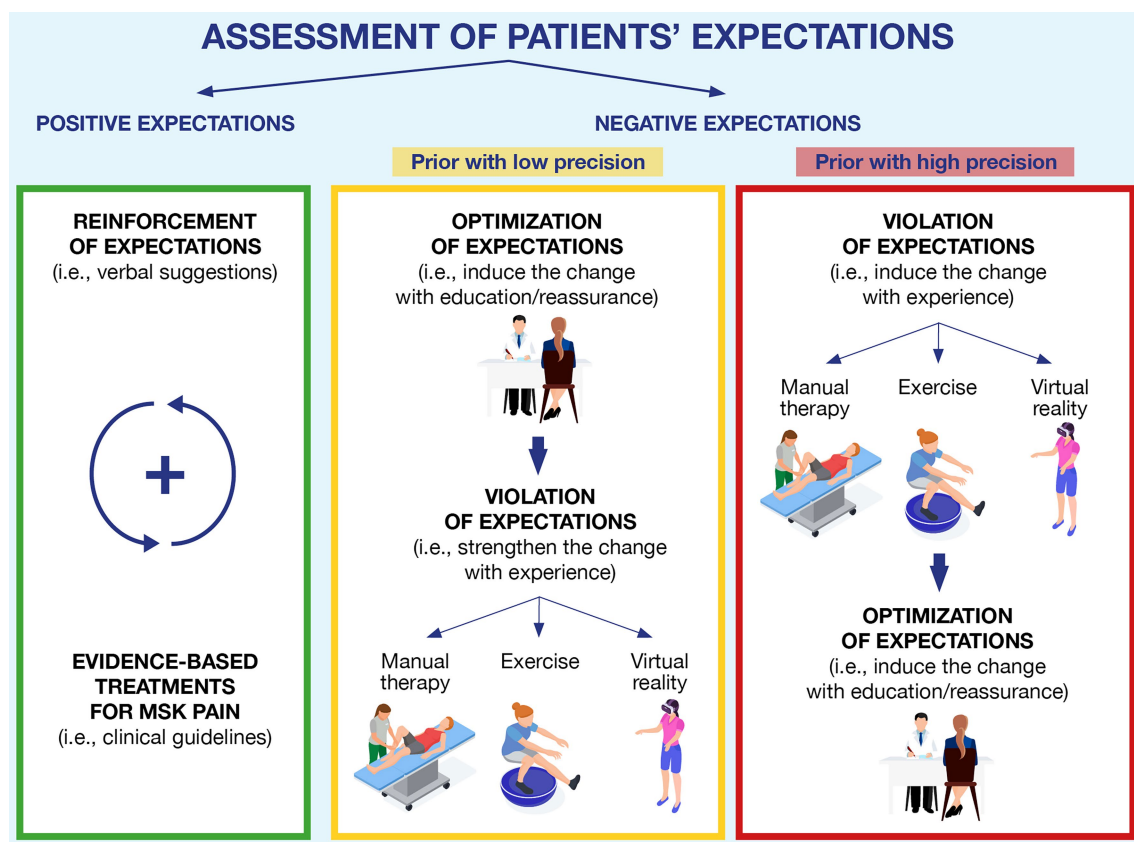 ASSESSMENT OF PATIENTS’ EXPECTATIONS
POSITIVE EXPECTATIONS
NEGATIVE EXPECTATIONS
Prior with low precision
Prior with high precision
REINFORCEMENT
OF EXPECTATIONS
(i.e., verbal suggestions)
+
EVIDENCE-BASED
TREATMENTS
FOR MSK PAIN
(i.e., clinical guidelines)
OPTIMIZATION
OF EXPECTATIONS
(i.e., induce the change
with education/reassurance)
VIOLATION
OF EXPECTATIONS
(i.e., strengthen the change
with experience)
Manual
therapy
Exercise
Virtual
reality
VIOLATION
OF EXPECTATIONS
(i.e., induce the change
with experience)
Manual
therapy
Exercise
Virtual
reality
OPTIMIZATION
OF EXPECTATIONS
(i.e., induce the change
with education/reassurance)